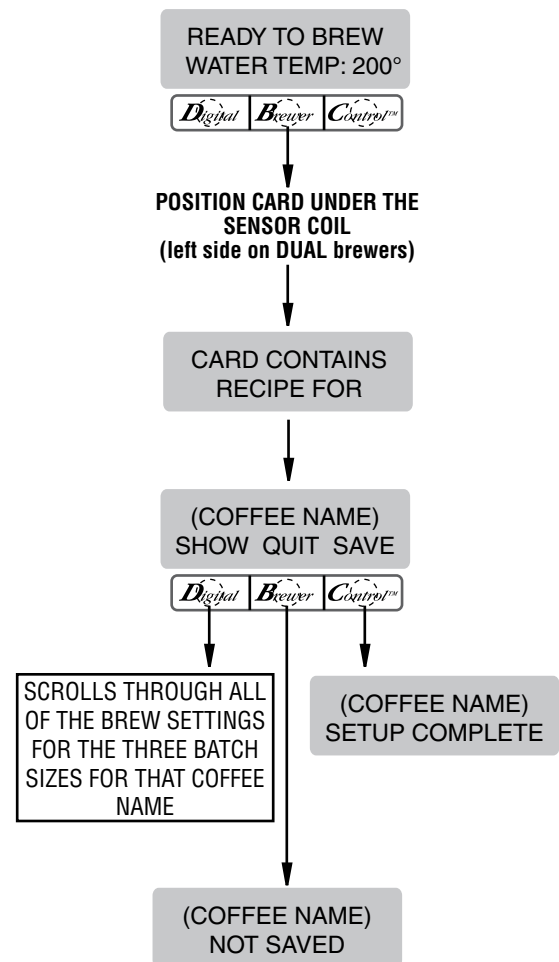 READY TO BREW
WATER TEMP: 200°
Digital Brewer Control™
POSITION CARD UNDER THE
SENSOR COIL
(left side on DUAL brewers)
CARD CONTAINS
RECIPE FOR
(COFFEE NAME)
SHOW QUIT SAVE
Digital Brewer Control™
SCROLLS THROUGH ALL
OF THE BREW SETTINGS
FOR THE THREE BATCH
SIZES FOR THAT COFFEE
NAME
(COFFEE NAME)
SETUP COMPLETE
(COFFEE NAME)
NOT SAVED